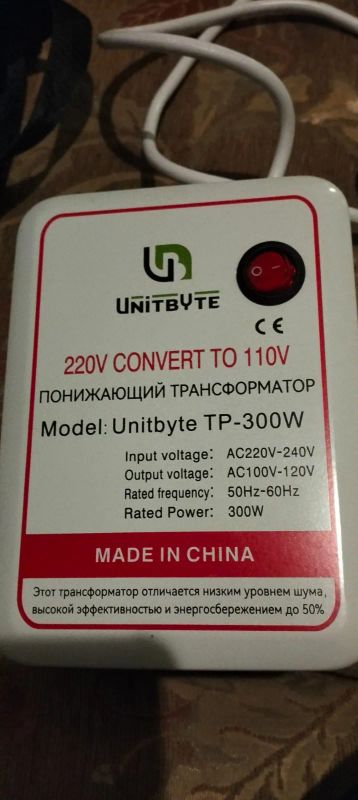 UNITBYTE
CE
220V CONVERT TO 110V
ПОНИЖАЮЩИЙ ТРАНСФОРМАТОР
Model: Unitbyte TP-300W
Input voltage: AC220V-240V
Output voltage: AC100V-120V
Rated frequency: 50Hz-60Hz
Rated Power: 300W
MADE IN CHINA
Этот трансформатор отличается низким уровнем шума,
высокой эффективностью и энергосбережением до 50%